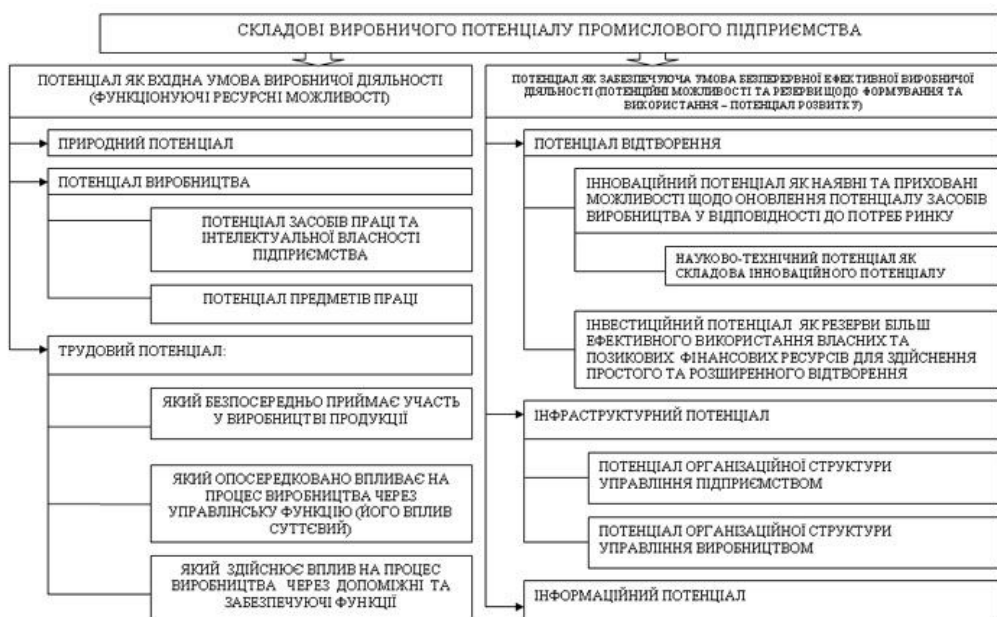 СКЛАДОВІ ВИРОБНИЧОГО ПОТЕНЦІАЛУ ПРОМИСЛОВОГО ПІДПРИЄМСТВА
ПОТЕНЦІАЛ ЯК ВХІДНА УМОВА ВИРОБНИЧОЇ ДІЯЛЬНОСТІ
(ФУНКЦІОНУЮЧІ РЕСУРСНІ МОЖЛИВОСТІ)
ПРИРОДНИЙ ПОТЕНЦІАЛ
ПОТЕНЦІАЛ ВИРОБНИЦТВА
ПОТЕНЦІАЛ ЗАСОБІВ ПРАЦІ ТА
ІНТЕЛЕКТУАЛЬНОЇ ВЛАСНОСТІ
ПІДПРИЄМСТВА
ПОТЕНЦІАЛ ПРЕДМЕТІВ ПРАЦІ
ТРУДОВИЙ ПОТЕНЦІАЛ:
ЯКИЙ БЕЗПОСЕРЕДНЬО ПРИЙМАЄ УЧАСТЬ
У ВИРОБНИЦТВІ ПРОДУКЦІЇ
ЯКИЙ ОПОСЕРЕДКОВАНО ВПЛИВАЄ НА
ПРОЦЕС ВИРОБНИЦТВА ЧЕРЕЗ
УПРАВЛІНСЬКУ ФУНКЦІЮ (ЙОГО ВПЛИВ
СУТТЄВИЙ)
ЯКИЙ ЗДІЙСНЮЄ ВПЛИВ НА ПРОЦЕС
ВИРОБНИЦТВА ЧЕРЕЗ ДОПОМІЖНІ ТА
ЗАБЕЗПЕЧУЮЧІ ФУНКЦІЇ
ПОТЕНЦІАЛ ЯК ЗАБЕЗПЕЧУЮЧА УМОВА БЕЗПЕРЕРВНОЇ ЕФЕКТИВНОЇ ВИРОБНИЧОЇ
ДІЯЛЬНОСТІ (ПОТЕНЦІЙНІ МОЖЛИВОСТІ ТА РЕЗЕРВИ ЩОДО ФОРМУВАННЯ ТА
ВИКОРИСТАННЯ – ПОТЕНЦІАЛ РОЗВИТКУ)
ПОТЕНЦІАЛ ВІДТВОРЕННЯ
ІННОВАЦІЙНИЙ ПОТЕНЦІАЛ ЯК НАЯВНІ ТА ПРИХОВАНІ
МОЖЛИВОСТІ ЩОДО ОНОВЛЕННЯ ПОТЕНЦІАЛУ ЗАСОБІВ
ВИРОБНИЦТВА У ВІДПОВІДНОСТІ ДО ПОТРЕБ РИНКУ
НАУКОВО-ТЕХНІЧНИЙ ПОТЕНЦІАЛ ЯК
СКЛАДОВА ІННОВАЦІЙНОГО ПОТЕНЦІАЛУ
ІНВЕСТИЦІЙНИЙ ПОТЕНЦІАЛ ЯК РЕЗЕРВИ БІЛЬШ
ЕФЕКТИВНОГО ВИКОРИСТАННЯ ВЛАСНИХ ТА
ПОЗИКОВИХ ФІНАНСОВИХ РЕСУРСІВ ДЛЯ ЗДІЙСНЕННЯ
ПРОСТОГО ТА РОЗШИРЕННОГО ВІДТВОРЕННЯ
ІНФРАСТРУКТУРНИЙ ПОТЕНЦІАЛ
ПОТЕНЦІАЛ ОРГАНІЗАЦІЙНОЇ СТРУКТУРИ
УПРАВЛІННЯ ПІДПРИЄМСТВОМ
ПОТЕНЦІАЛ ОРГАНІЗАЦІЙНОЇ СТРУКТУРИ
УПРАВЛІННЯ ВИРОБНИЦТВОМ
ІНФОРМАЦІЙНИЙ ПОТЕНЦІАЛ